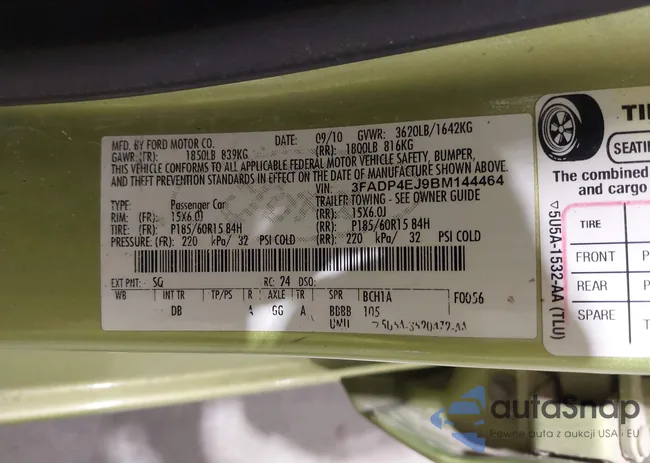 MFD. BY FORD MOTOR CO.
DATE: 09/10 GVWR: 3620LB/1642KG
GAWR:(FR): 1850LB 839KG (RR): 1800LB 816KG
THIS VEHICLE CONFORMS TO ALL APPLICABLE FEDERAL MOTOR VEHICLE SAFETY, BUMPER,
AND THEFT PREVENTION STANDARDS IN EFFECT ON THE DATE OF MANUFACTURE SHOWN ABOVE.
VIN: 3FADP4EJ9BM144464
TYPE: Passenger Car TRAILER TOWING - SEE OWNER GUIDE
RIM: (FR): 15X6.0J (RR): 15X6.0J
TIRE: (FR): P185/60R15 84H (RR): P185/60R15 84H
PRESSURE: (FR): 220 kPa/ 32 PSI COLD (RR): 220 kPa/ 32 PSI COLD
EXT PNT: SG RC: 24 DSO:
WB INT TR TP/PS R AXLE TR SPR BCH1A F0056
DB A GG A BBBB 105
5U5A-1532-AA (TLU)
TI
SEATIN
The combined
and cargo
TIRE
FRONT P
REAR P
SPARE T
autoSnap
Pewne auta z aukcji USA i EU